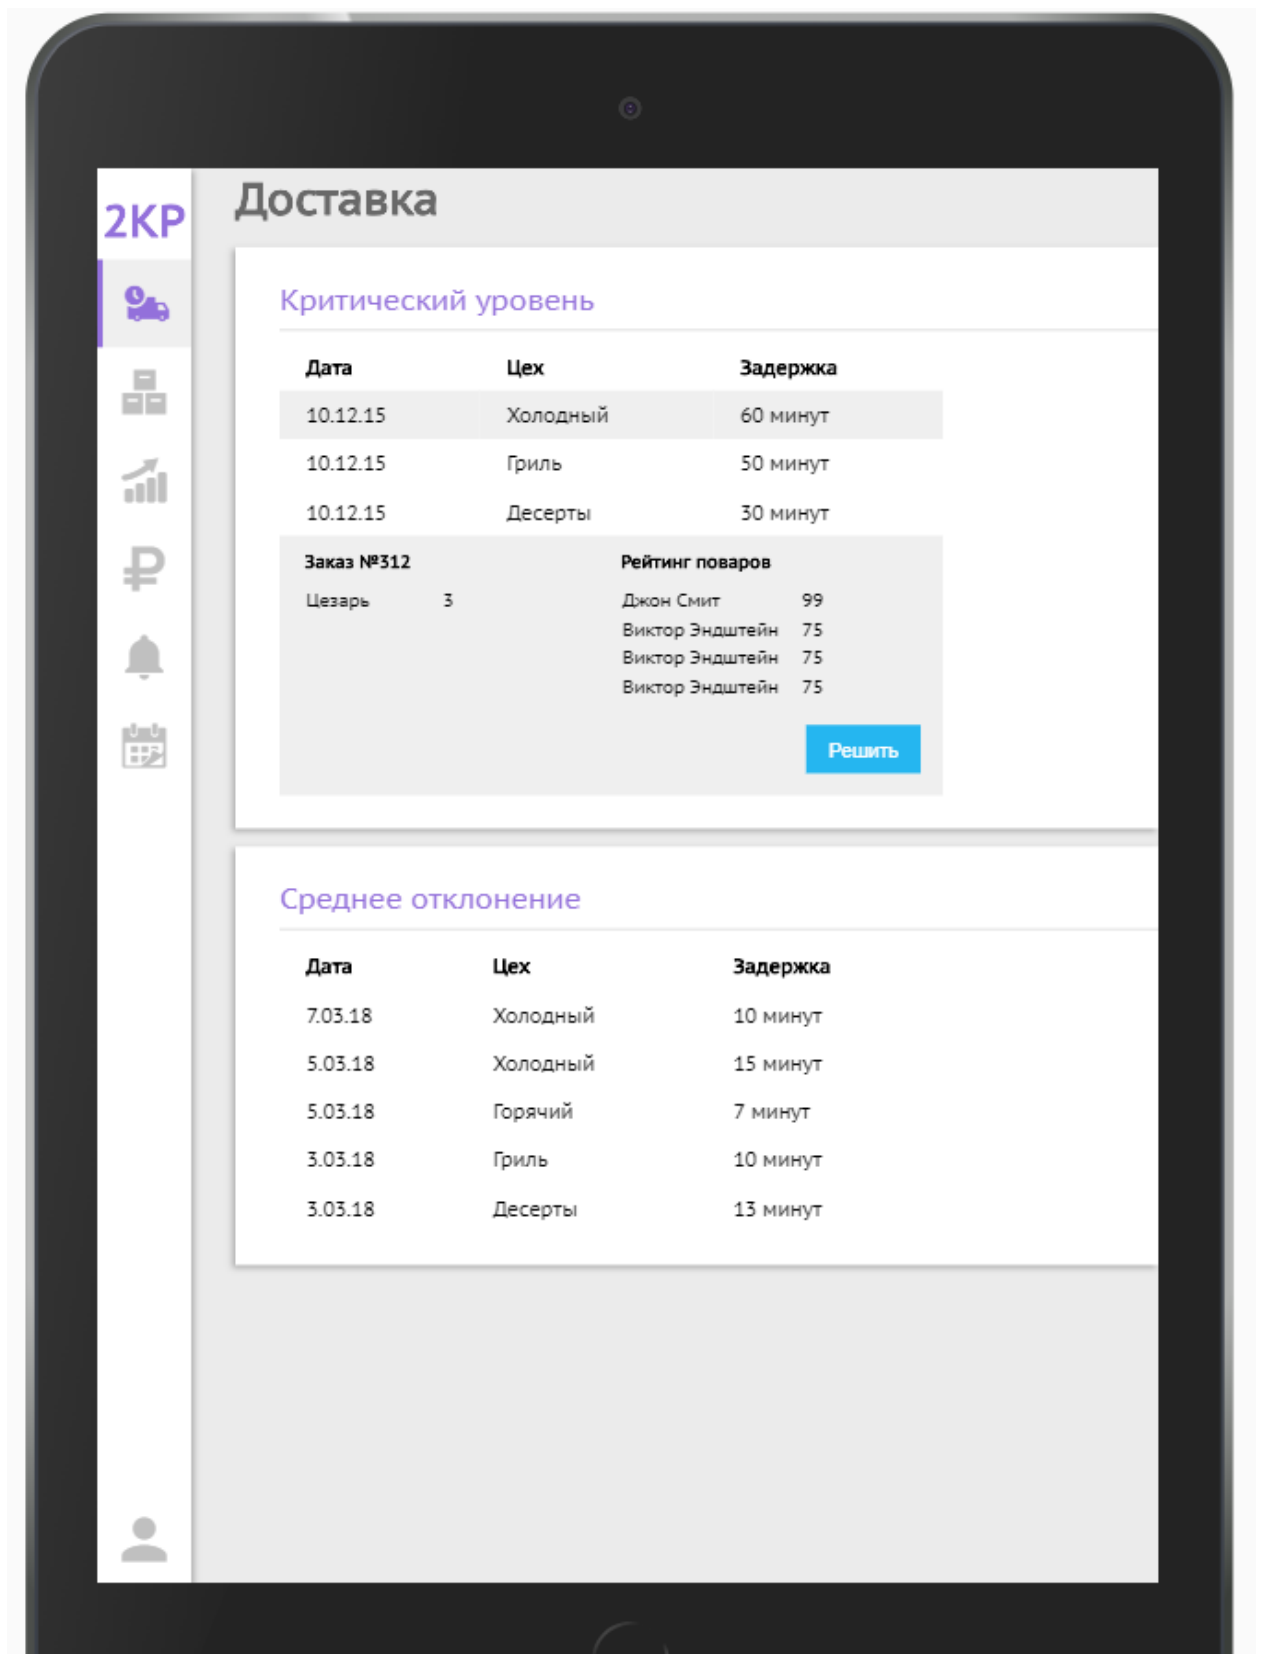 2KP
Доставка
Критический уровень
Дата Цех Задержка
10.12.15 Холодный 60 минут
10.12.15 Гриль 50 минут
10.12.15 Десерты 30 минут
Заказ №312 Рейтинг поваров
Цезарь 3 Джон Смит 99
Виктор Эндштейн 75
Виктор Эндштейн 75
Виктор Эндштейн 75
Решить
Среднее отклонение
Дата Цех Задержка
7.03.18 Холодный 10 минут
5.03.18 Холодный 15 минут
5.03.18 Горячий 7 минут
3.03.18 Гриль 10 минут
3.03.18 Десерты 13 минут